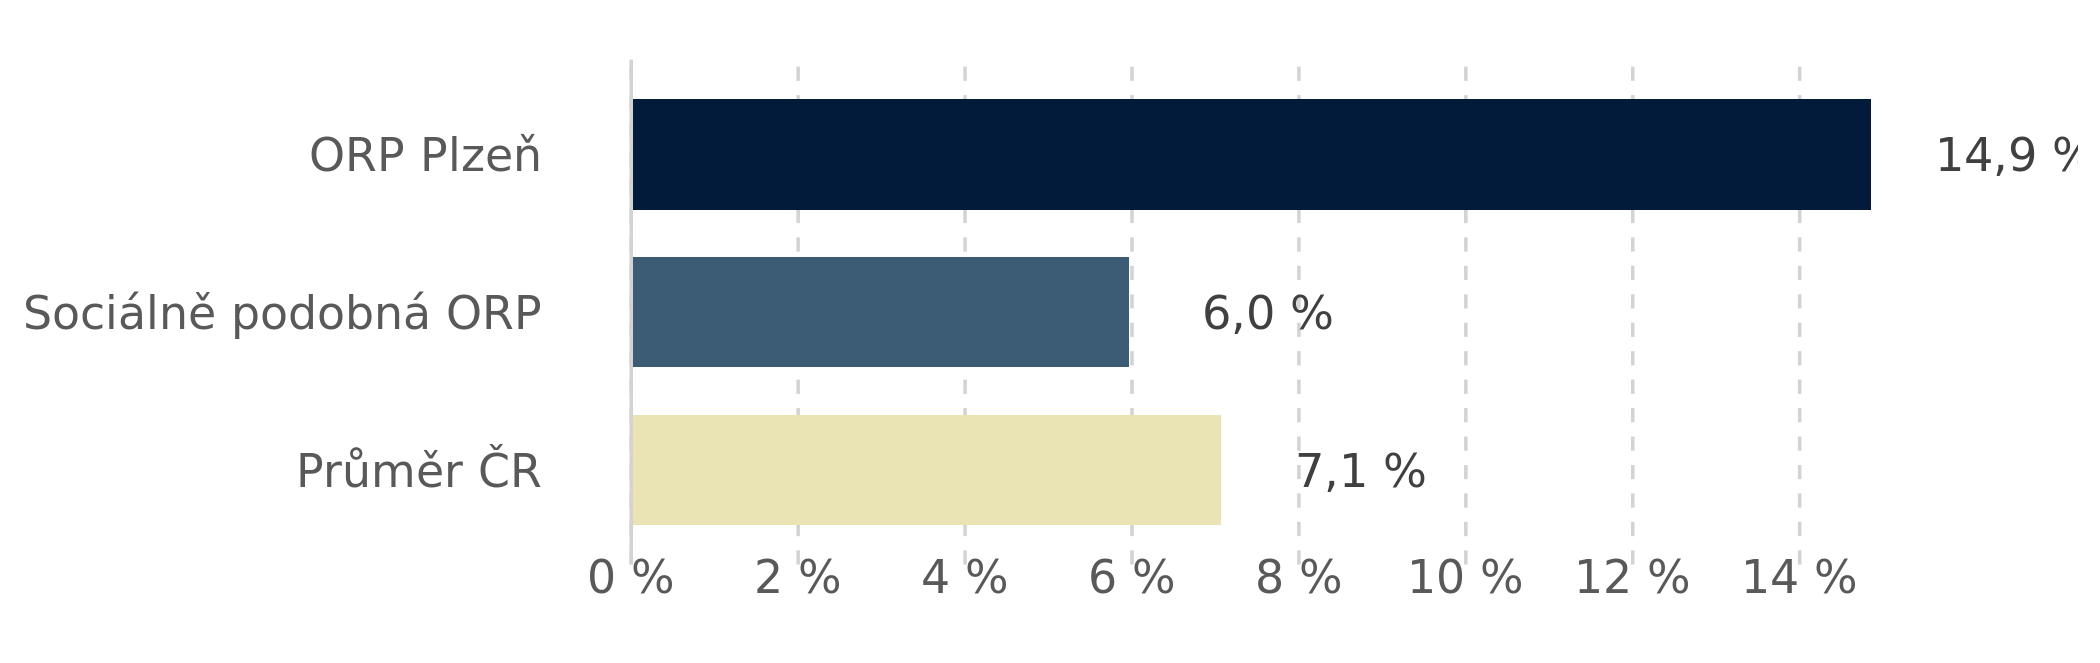 ORP Plzeň
14,9 %
Sociálně podobná ORP
6,0 %
Průměr ČR
7,1 %
0 % 2 % 4 % 6 % 8 % 10 % 12 % 14 %